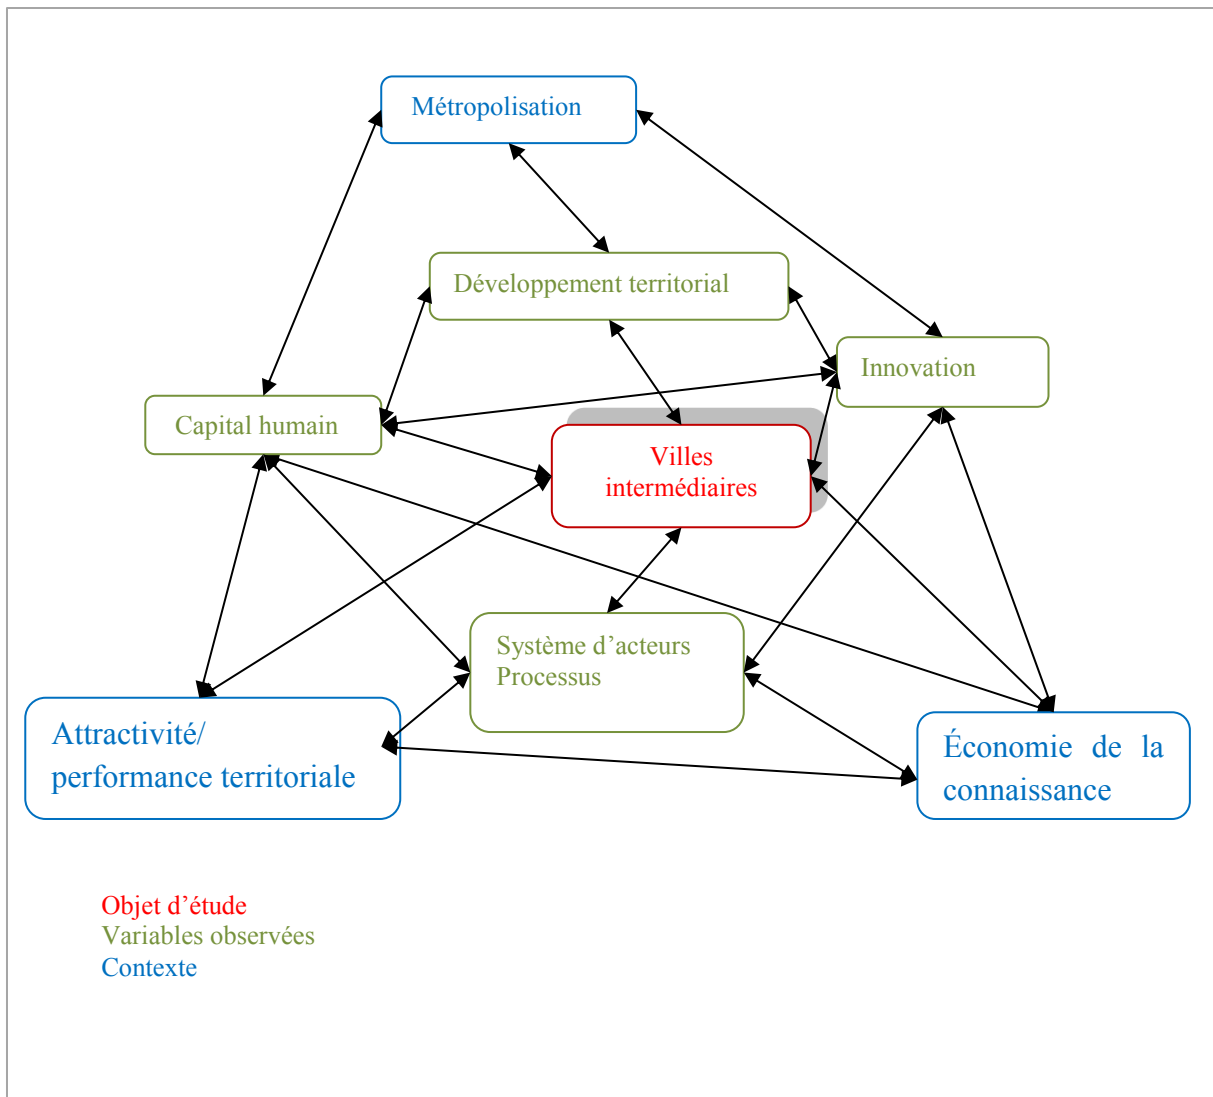 Métropolisation
Développement territorial
Innovation
Capital humain
Villes
intermédiaires
Système d’acteurs
Processus
Attractivité/
performance territoriale
Économie de la
connaissance
Objet d’étude
Variables observées
Contexte